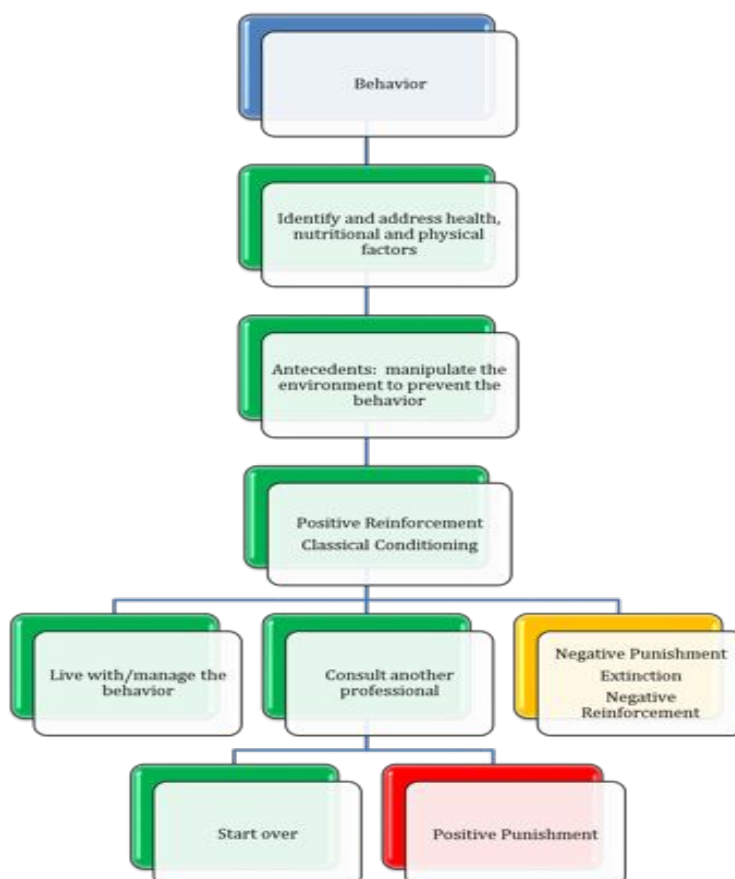 Behavior
Identify and address health,
nutritional and physical
factors
Antecedents: manipulate the
environment to prevent the
behavior
Positive Reinforcement
Classical Conditioning
Live with/manage the
behavior
Consult another
professional
Negative Punishment
Extinction
Negative
Reinforcement
Start over
Positive Punishment